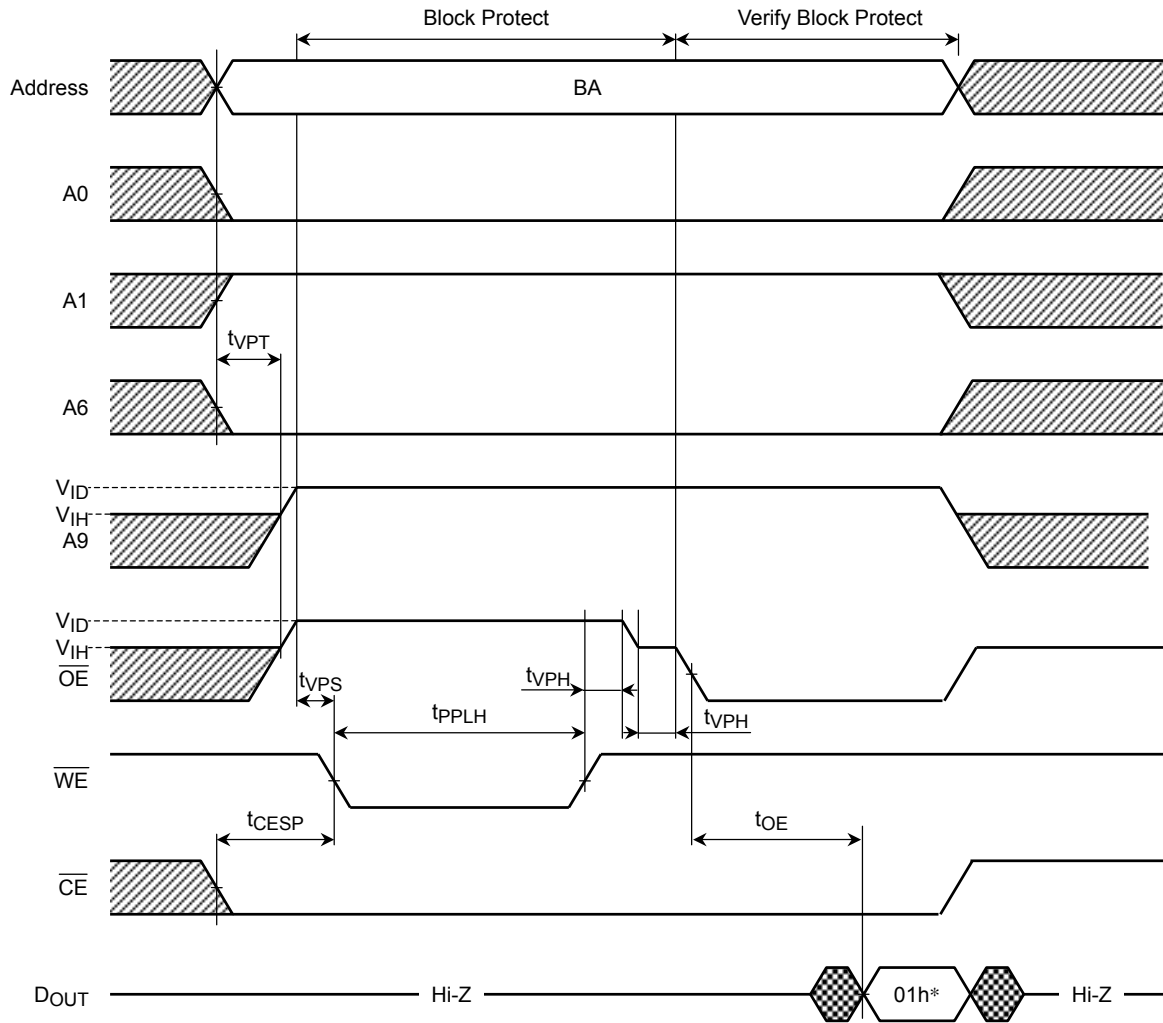 Block Protect
Verify Block Protect
Address
BA
A0
A1
tVPT
A6
VID
VIH
A9
VID
VIH
OE
tVPS
tVPH
tPPLH
tVPH
WE
tCESP
tOE
CE
DOUT
Hi-Z
01h*
Hi-Z